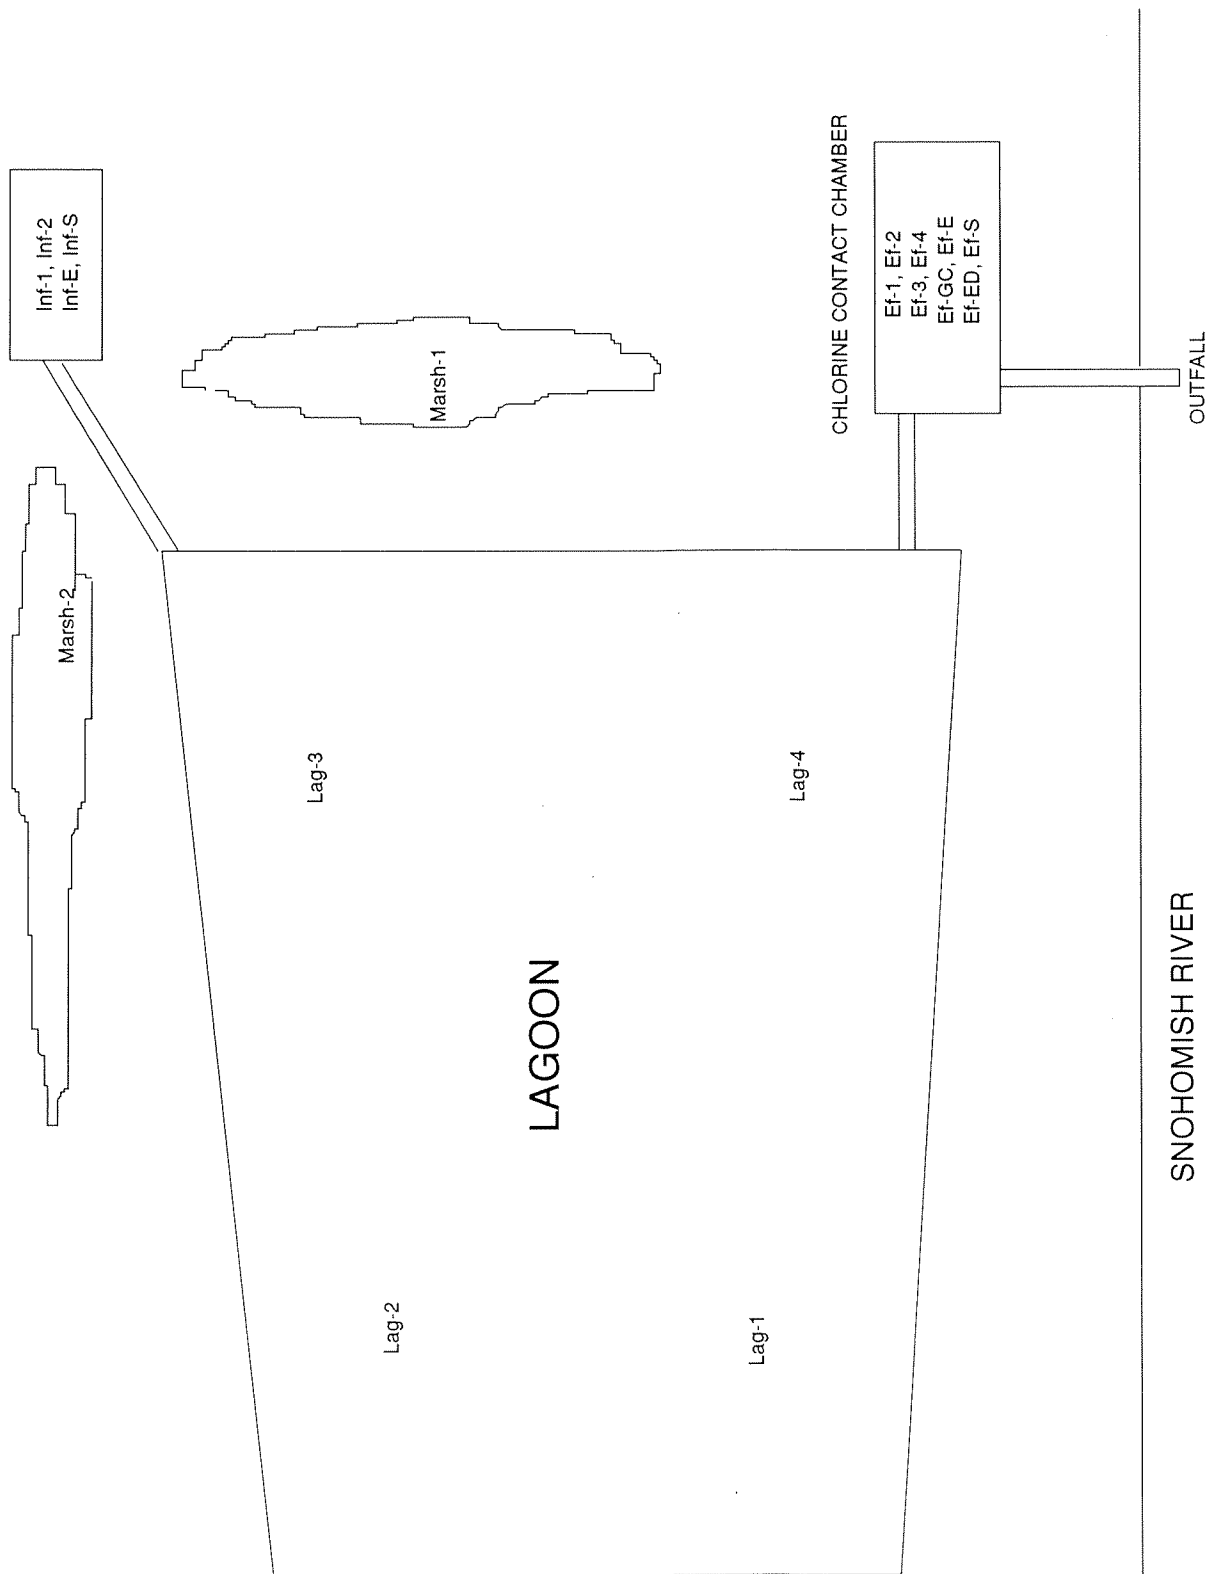 Inf-1, Inf-2
Inf-E, Inf-S
Marsh-2
Marsh-1
CHLORINE CONTACT CHAMBER
Ef-1, Ef-2
Ef-3, Ef-4
Ef-GC, Ef-E
Ef-ED, Ef-S
OUTFALL
Lag-3
Lag-4
LAGOON
Lag-2
Lag-1
SNOHOMISH RIVER